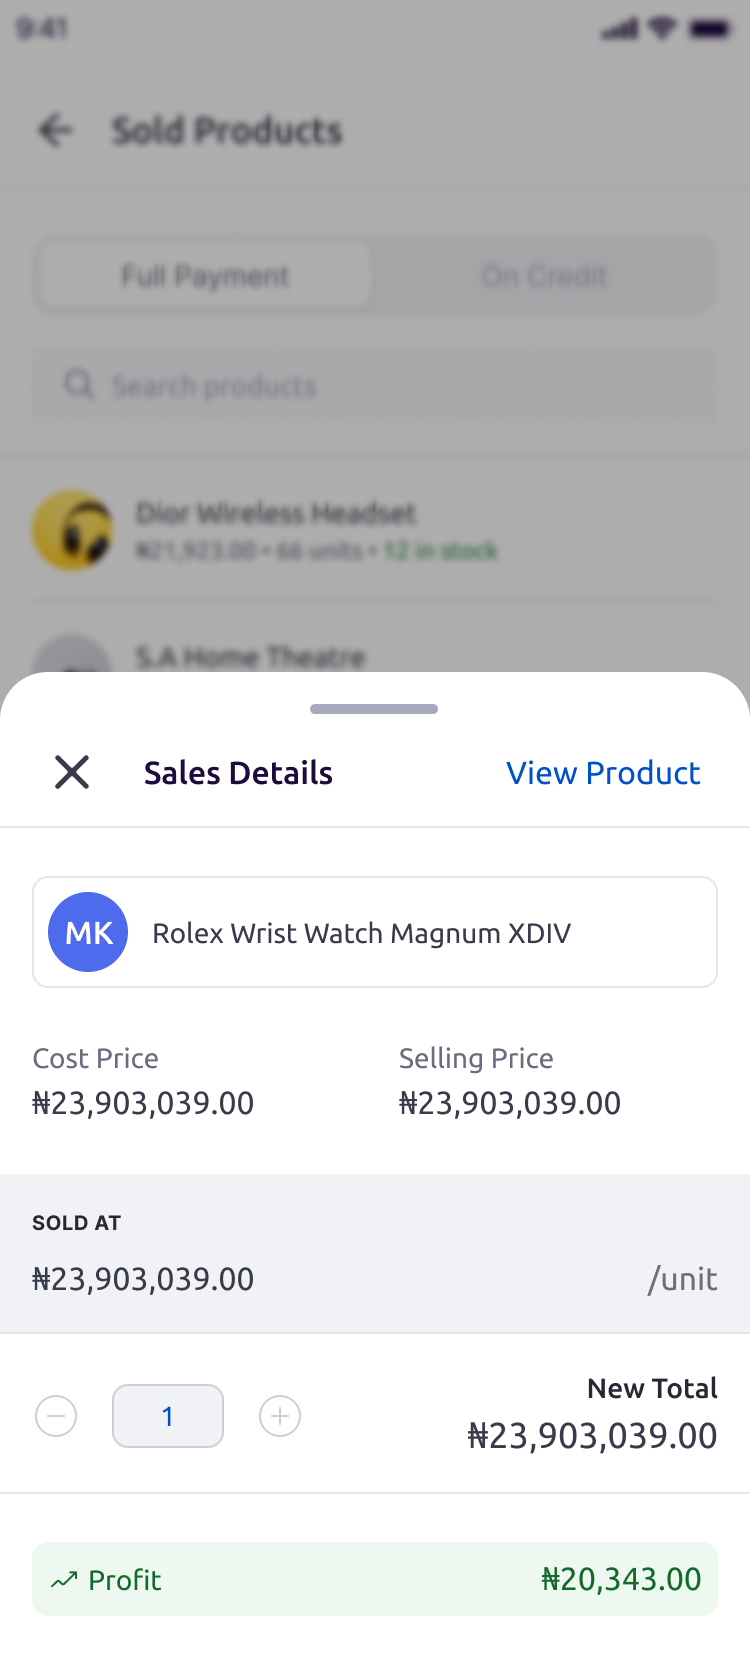 9:41
Sold Products
Full Payment
On Credit
Search products
Dior Wireless Headset
₦21,923.00 • 66 units • 12 in stock
S.A Home Theatre
Sales Details
View Product
MK
Rolex Wrist Watch Magnum XDIV
Cost Price
Selling Price
₦23,903,039.00
₦23,903,039.00
SOLD AT
₦23,903,039.00
/unit
1
New Total
₦23,903,039.00
Profit
₦20,343.00